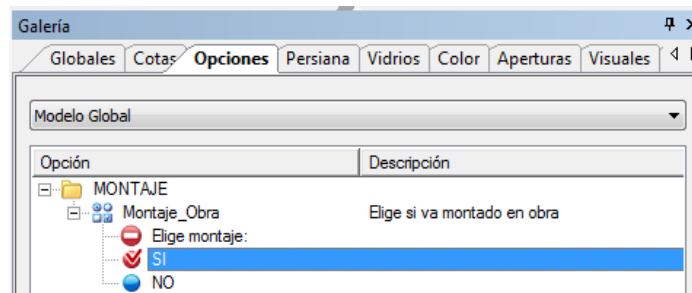 Galería
Globales Cotas Opciones Persiana Vidrios Color Aperturas Visuales
Modelo Global
Opción Descripción
MONTAJE
Montaje_Obra Elige si va montado en obra
Elige montaje:
SI
NO